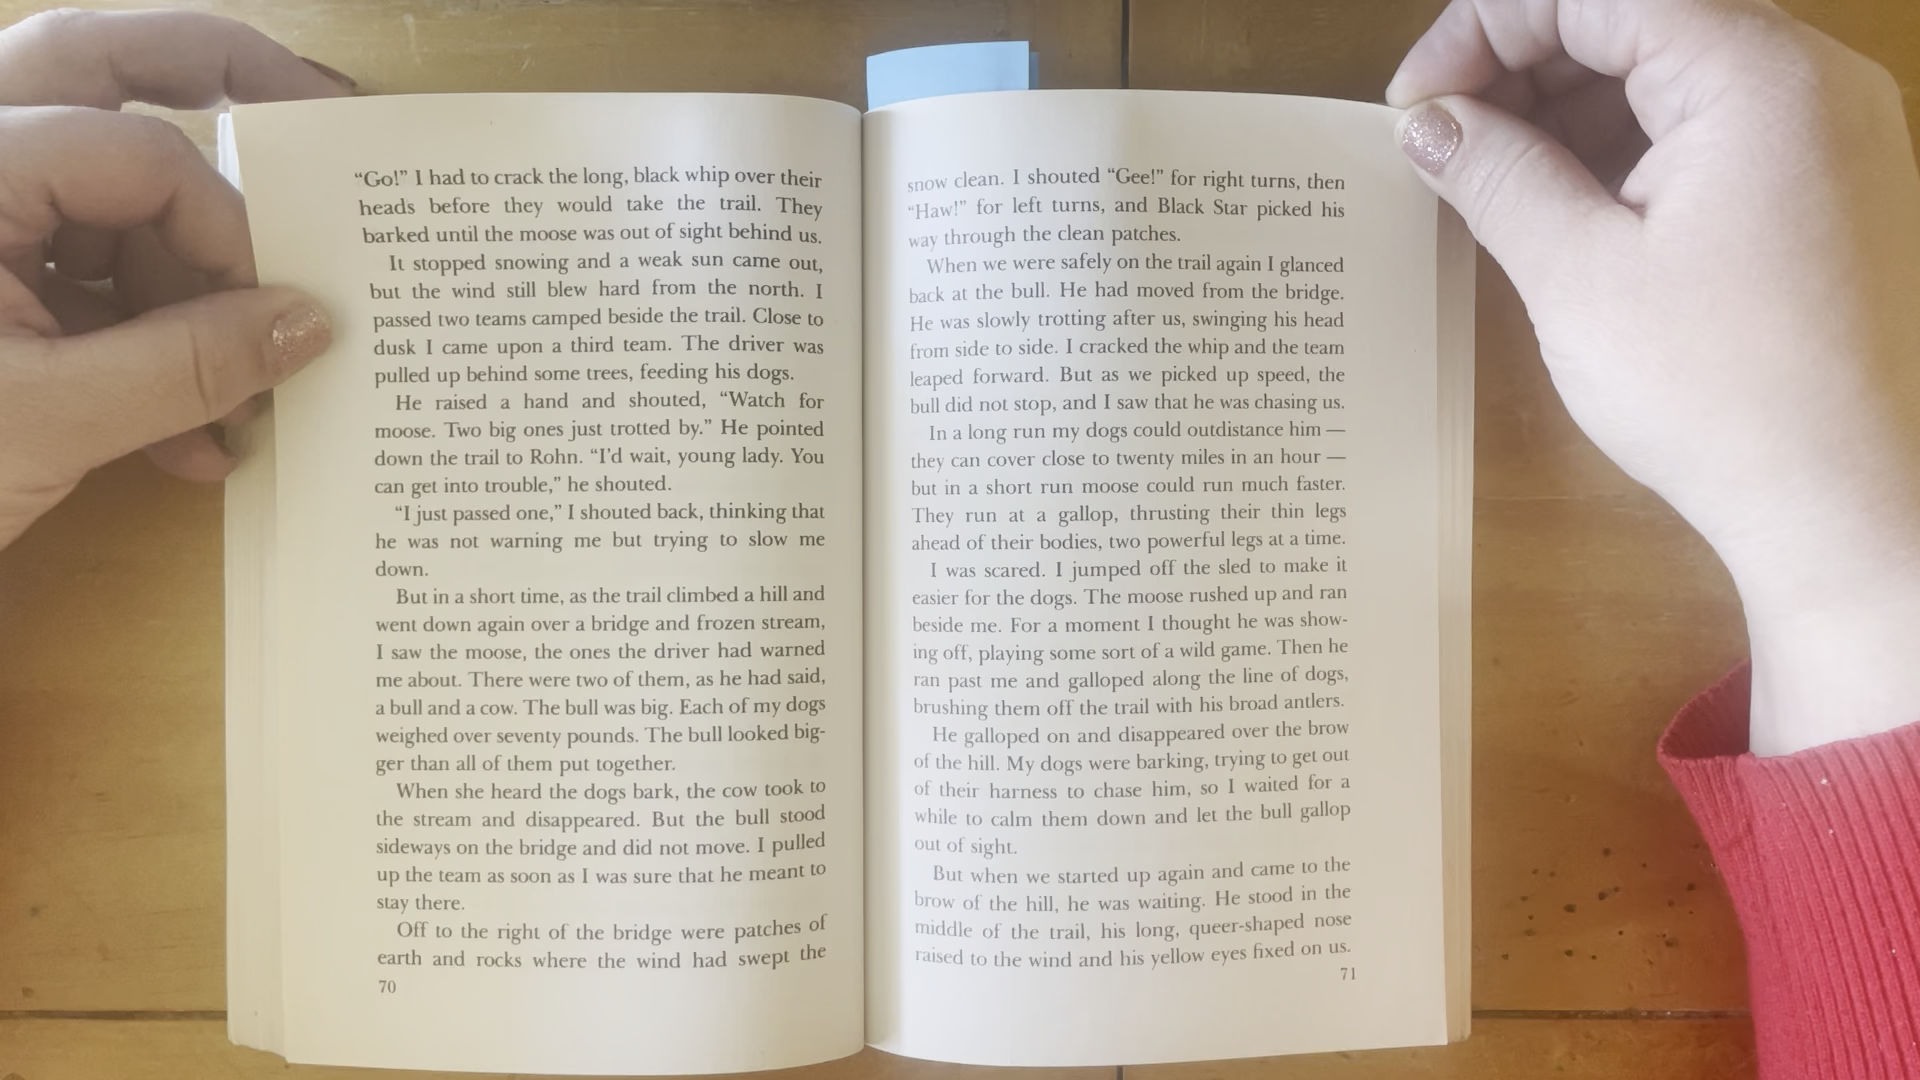 “Go!” I had to crack the long, black whip over their
heads before they would take the trail. They
barked until the moose was out of sight behind us.
It stopped snowing and a weak sun came out,
but the wind still blew hard from the north. I
passed two teams camped beside the trail. Close to
dusk I came upon a third team. The driver was
pulled up behind some trees, feeding his dogs.
He raised a hand and shouted, “Watch for
moose. Two big ones just trotted by.” He pointed
down the trail to Rohn. “I’d wait, young lady. You
can get into trouble,” he shouted.
“I just passed one,” I shouted back, thinking that
he was not warning me but trying to slow me
down.
But in a short time, as the trail climbed a hill and
went down again over a bridge and frozen stream,
I saw the moose, the ones the driver had warned
me about. There were two of them, as he had said,
a bull and a cow. The bull was big. Each of my dogs
weighed over seventy pounds. The bull looked big-
ger than all of them put together.
When she heard the dogs bark, the cow took to
the stream and disappeared. But the bull stood
sideways on the bridge and did not move. I pulled
up the team as soon as I was sure that he meant to
stay there.
Off to the right of the bridge were patches of
earth and rocks where the wind had swept the
70
snow clean. I shouted “Gee!” for right turns, then
“Haw!” for left turns, and Black Star picked his
way through the clean patches.
When we were safely on the trail again I glanced
back at the bull. He had moved from the bridge.
He was slowly trotting after us, swinging his head
from side to side. I cracked the whip and the team
leaped forward. But as we picked up speed, the
bull did not stop, and I saw that he was chasing us.
In a long run my dogs could outdistance him —
they can cover close to twenty miles in an hour —
but in a short run moose could run much faster.
They run at a gallop, thrusting their thin legs
ahead of their bodies, two powerful legs at a time.
I was scared. I jumped off the sled to make it
easier for the dogs. The moose rushed up and ran
beside me. For a moment I thought he was show-
ing off, playing some sort of a wild game. Then he
ran past me and galloped along the line of dogs,
brushing them off the trail with his broad antlers.
He galloped on and disappeared over the brow
of the hill. My dogs were barking, trying to get out
of their harness to chase him, so I waited for a
while to calm them down and let the bull gallop
out of sight.
But when we started up again and came to the
brow of the hill, he was waiting. He stood in the
middle of the trail, his long, queer-shaped nose
raised to the wind and his yellow eyes fixed on us.
71